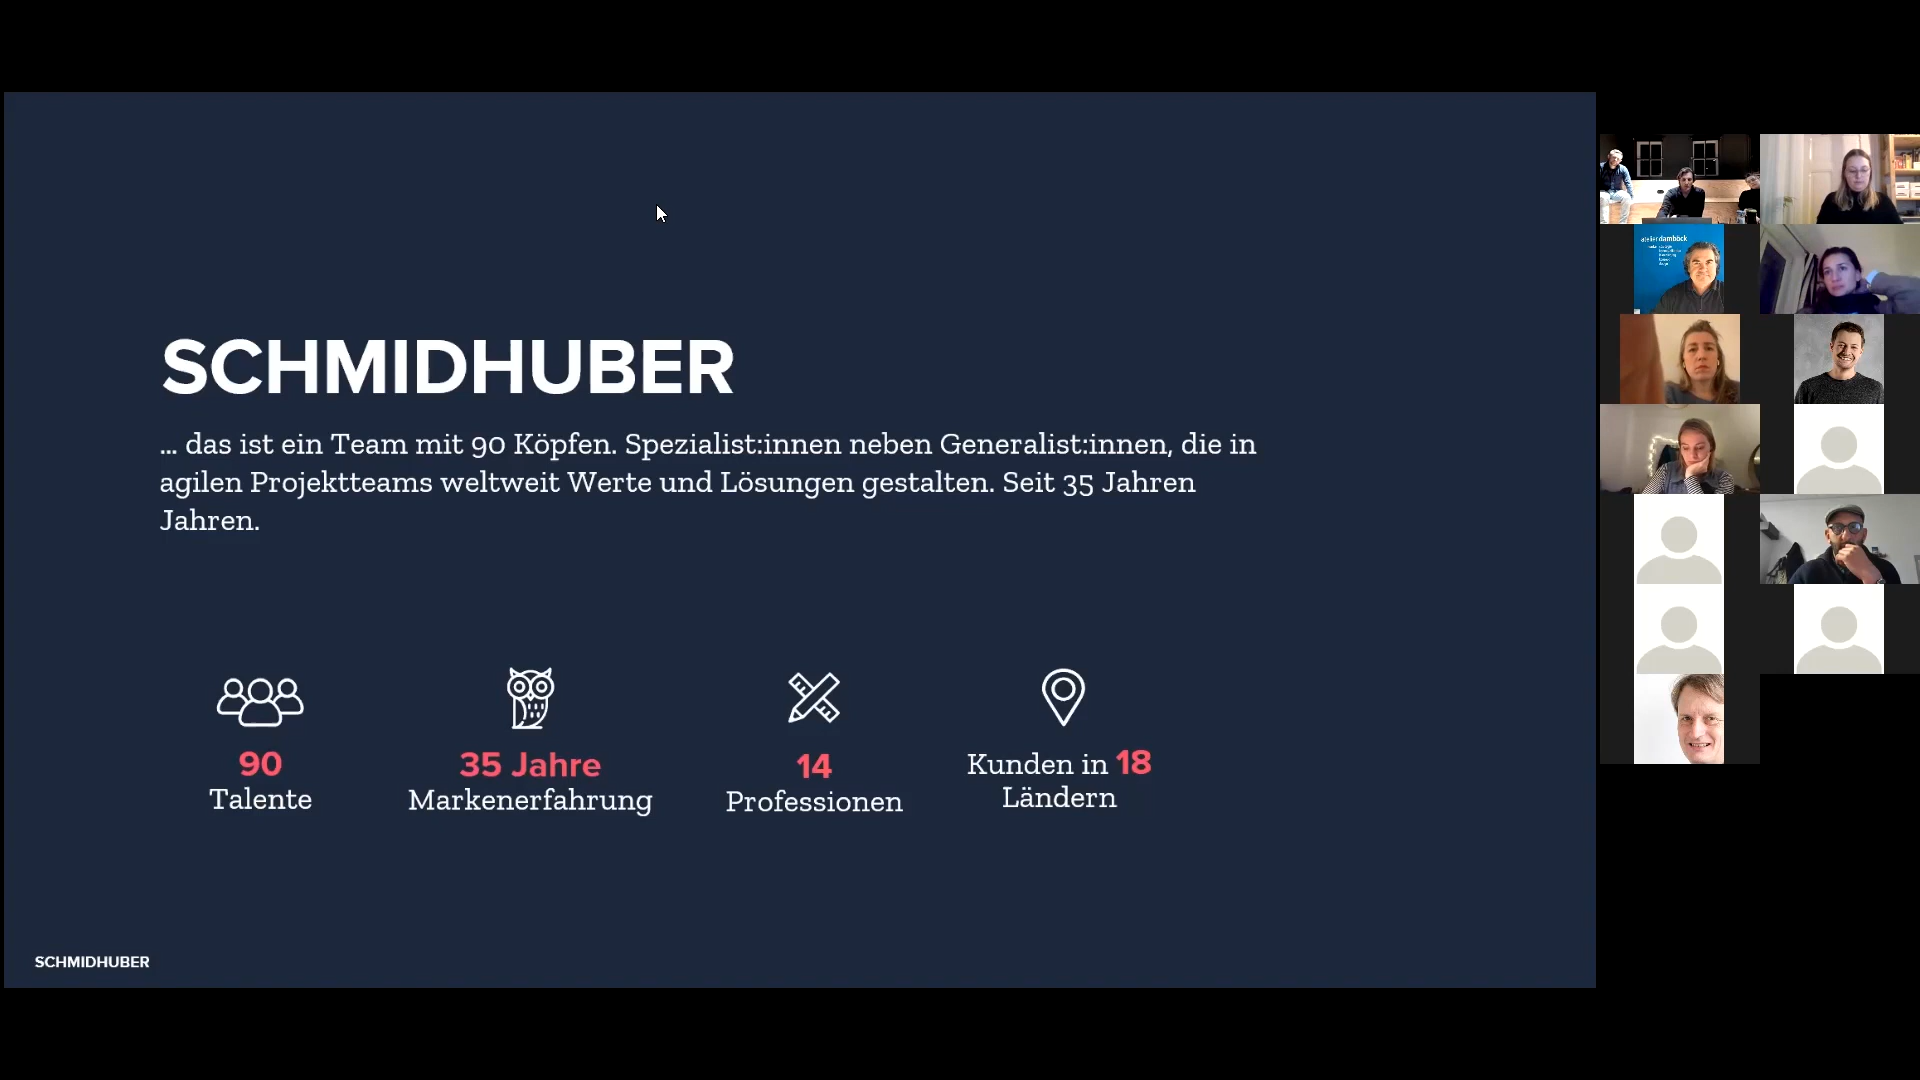 SCHMIDHUBER
... das ist ein Team mit 90 Köpfen. Spezialist:innen neben Generalist:innen, die in
agilen Projektteams weltweit Werte und Lösungen gestalten. Seit 35 Jahren
Jahren.
90
Talente
35 Jahre
Markenerfahrung
14
Professionen
Kunden in 18
Ländern
SCHMIDHUBER
atelier damböck